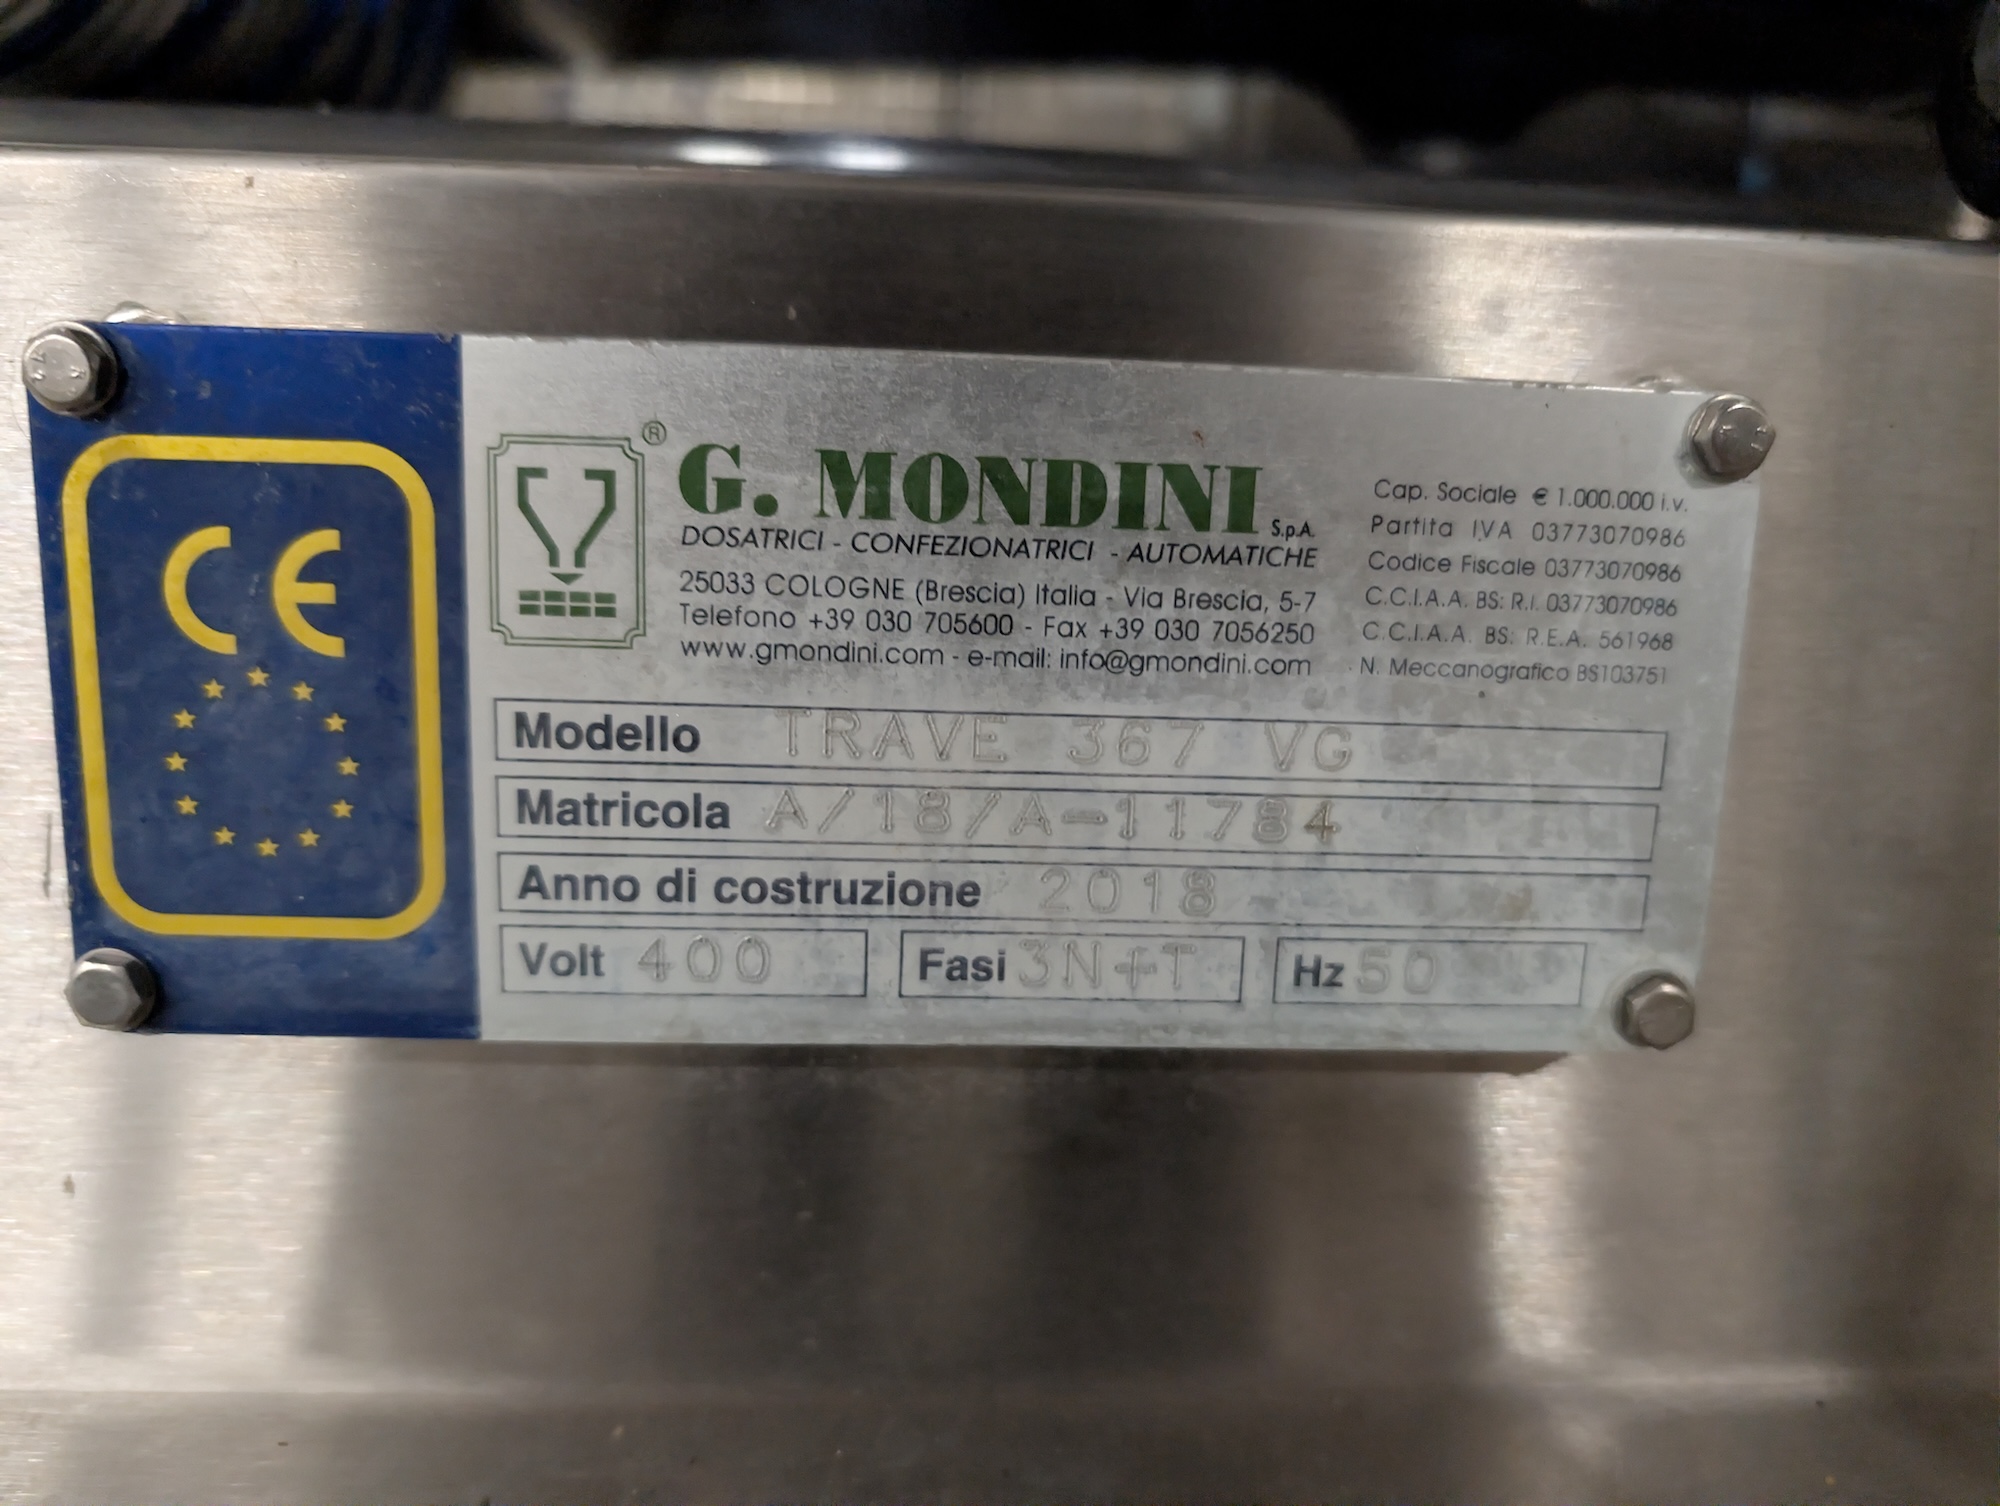 CE
®
G. MONDINI S.p.A.
DOSATRICI - CONFEZIONATRICI - AUTOMATICHE
25033 COLOGNE (Brescia) Italia - Via Brescia, 5-7
Telefono +39 030 705600 - Fax +39 030 7056250
www.gmondini.com - e-mail: info@gmondini.com
Cap. Sociale € 1.000.000 i.v.
Partita IVA 03773070986
Codice Fiscale 03773070986
C.C.I.A.A. BS: R.I. 03773070986
C.C.I.A.A. BS: R.E.A. 561968
N. Meccanografico BS103751
Modello TRAVE 367 VG
Matricola A/18/A-11784
Anno di costruzione 2018
Volt 400 Fasi 3N+T Hz 50